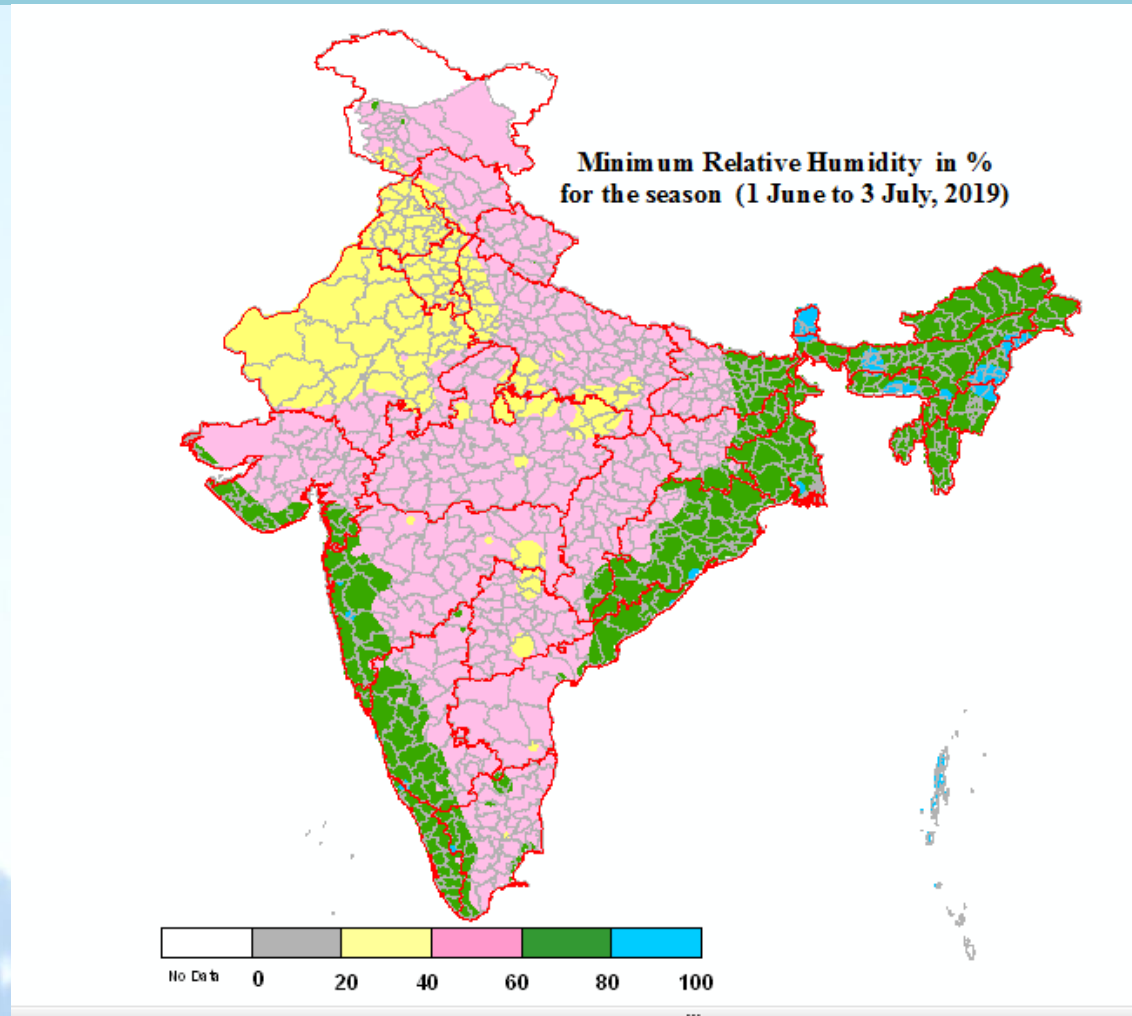 Minimum Relative Humidity in %
for the season (1 June to 3 July, 2019)
No Data 0 20 40 60 80 100